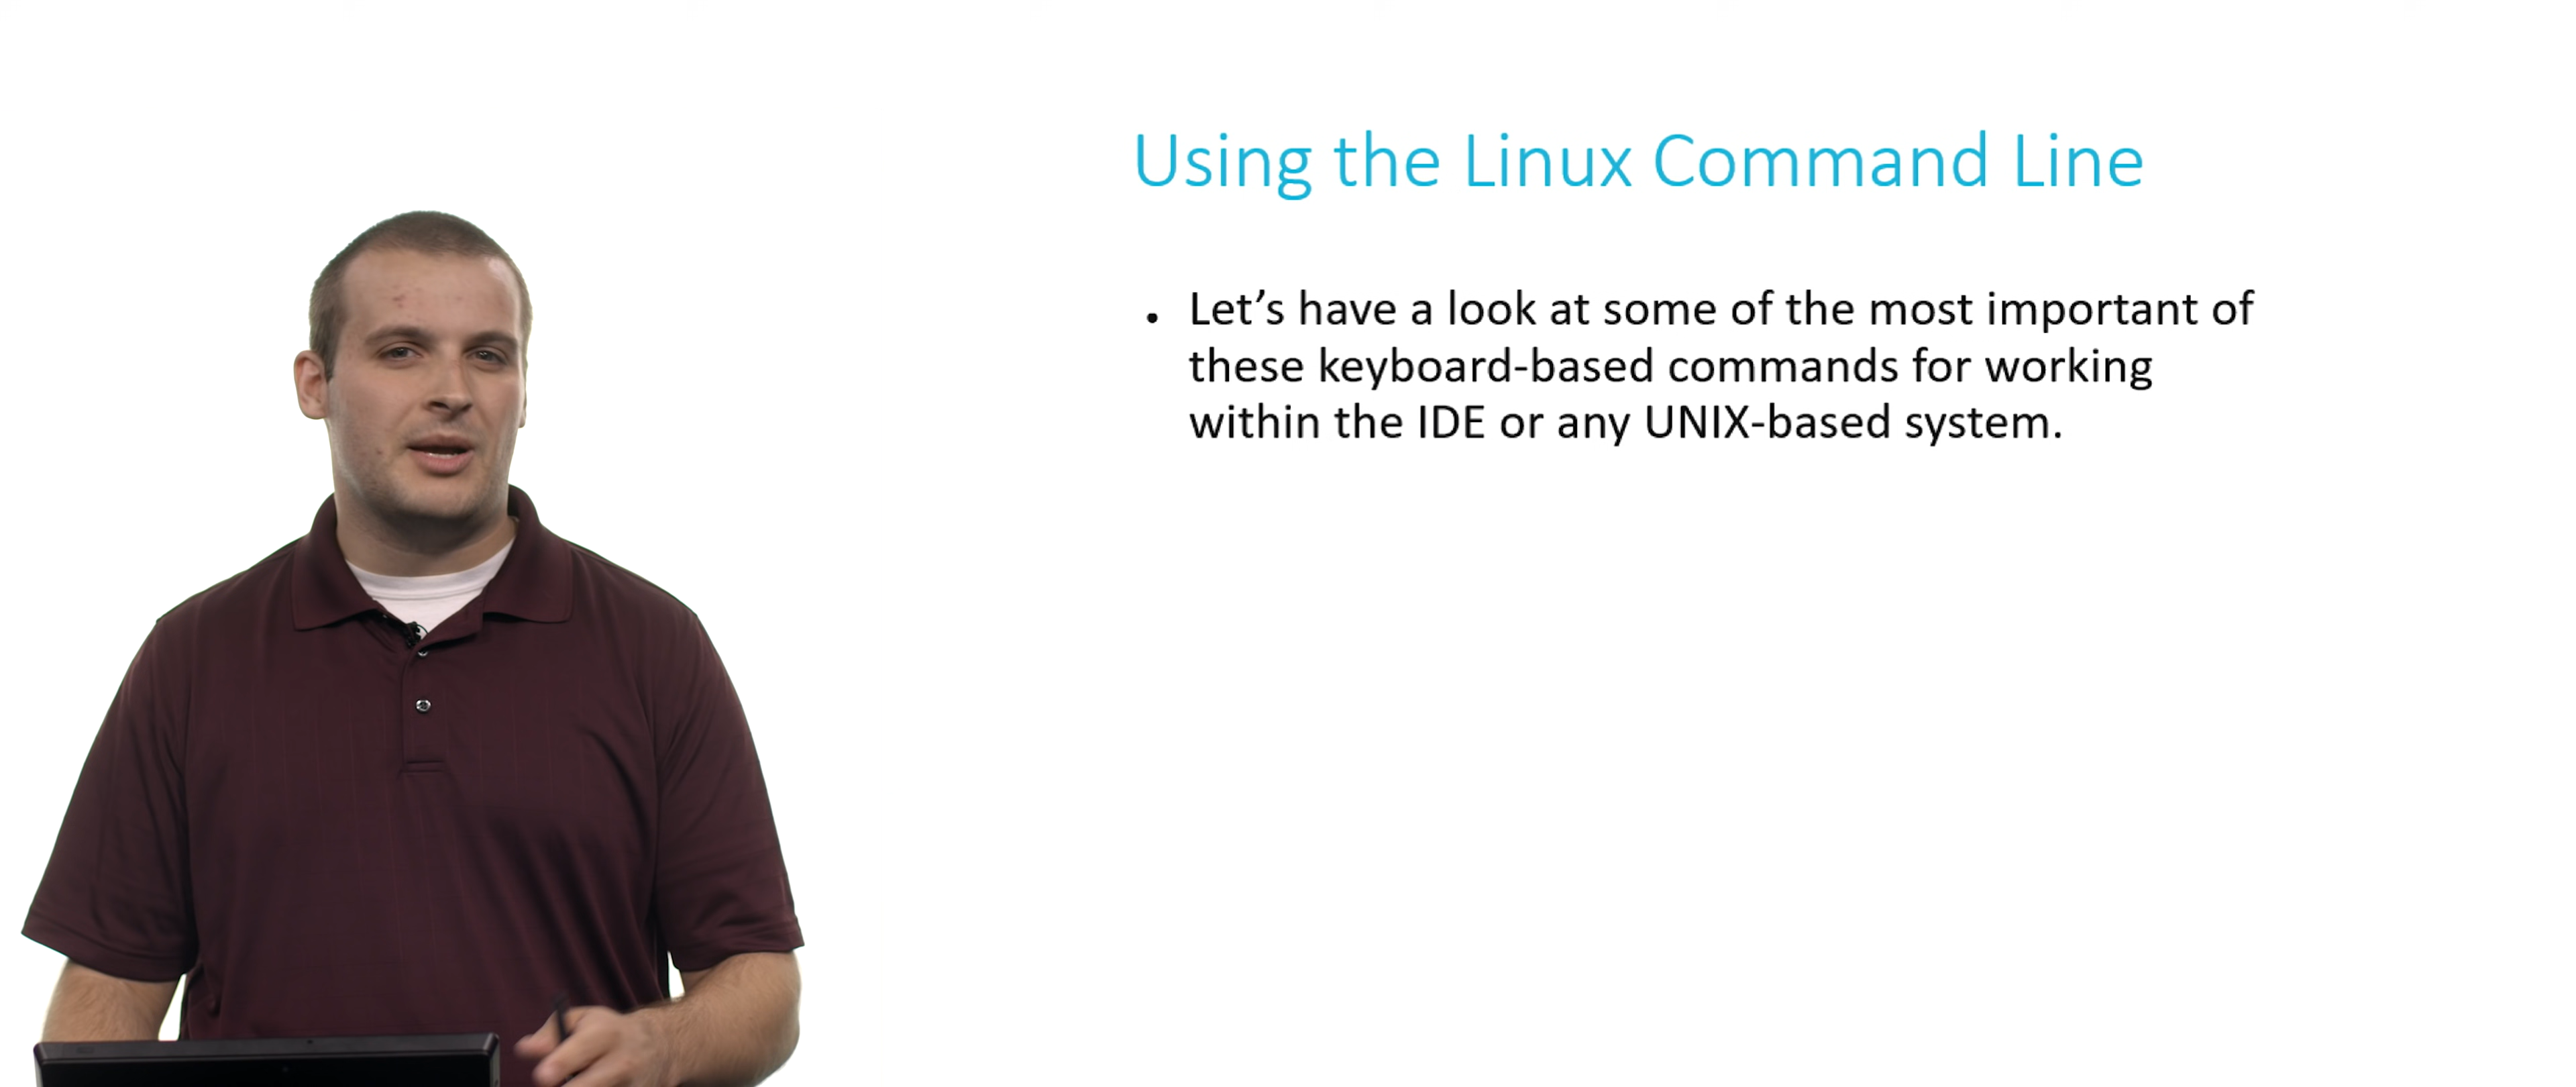 Using the Linux Command Line
• Let’s have a look at some of the most important of
these keyboard-based commands for working
within the IDE or any UNIX-based system.